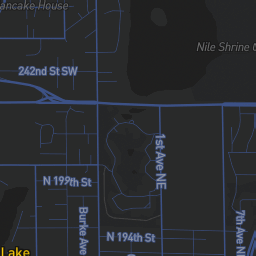 ancake House
Nile Shrine
242nd St SW
1st Ave NE
N 199th St
Burke Ave
7th Ave N
N 194th St
Lake